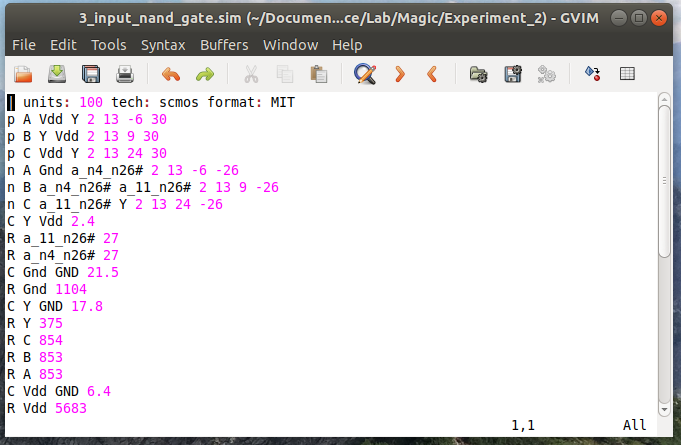 3_input_nand_gate.sim (~/Documen...ce/Lab/Magic/Experiment_2) - GVIM
File Edit Tools Syntax Buffers Window Help
| units: 100 tech: scmos format: MIT
p A Vdd Y 2 13 -6 30
p B Y Vdd 2 13 9 30
p C Vdd Y 2 13 24 30
n A Gnd a_n4_n26# 2 13 -6 -26
n B a_n4_n26# a_11_n26# 2 13 9 -26
n C a_11_n26# Y 2 13 24 -26
C Y Vdd 2.4
R a_11_n26# 27
R a_n4_n26# 27
C Gnd GND 21.5
R Gnd 1104
C Y GND 17.8
R Y 375
R C 854
R B 853
R A 853
C Vdd GND 6.4
R Vdd 5683
1,1 All